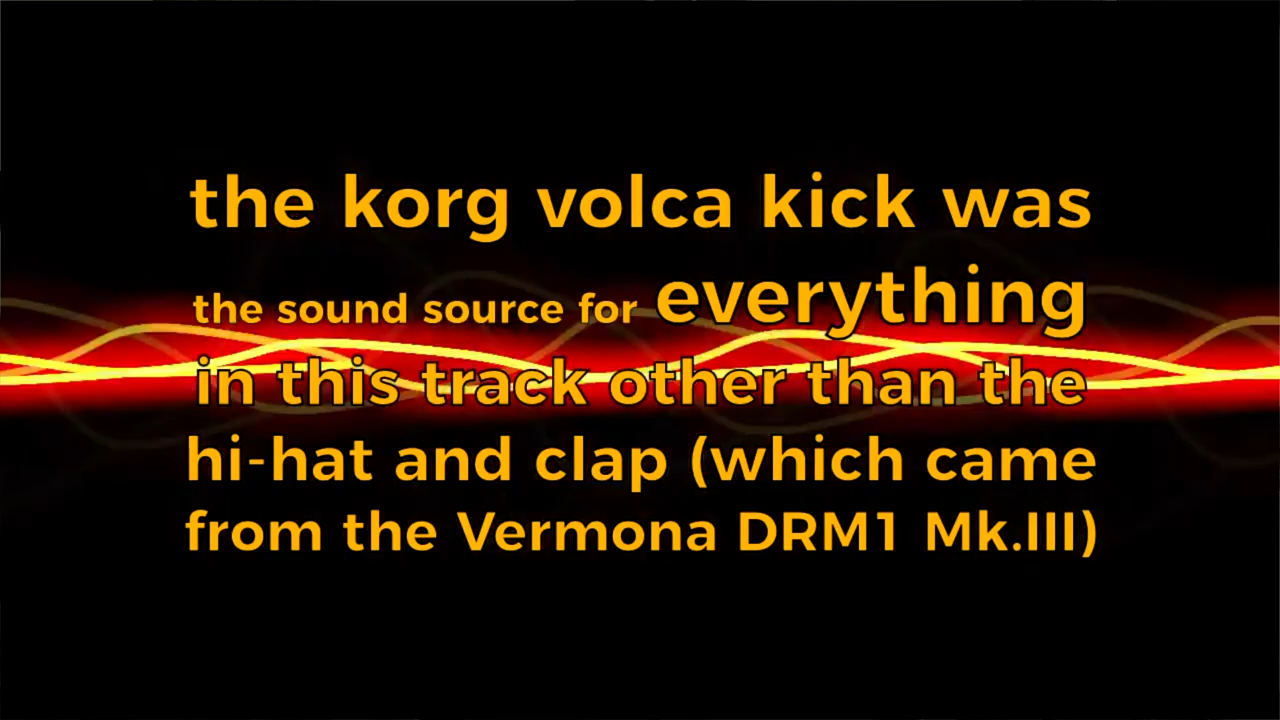 the korg volca kick was
the sound source for everything
in this track other than the
hi-hat and clap (which came
from the Vermona DRM1 Mk.III)